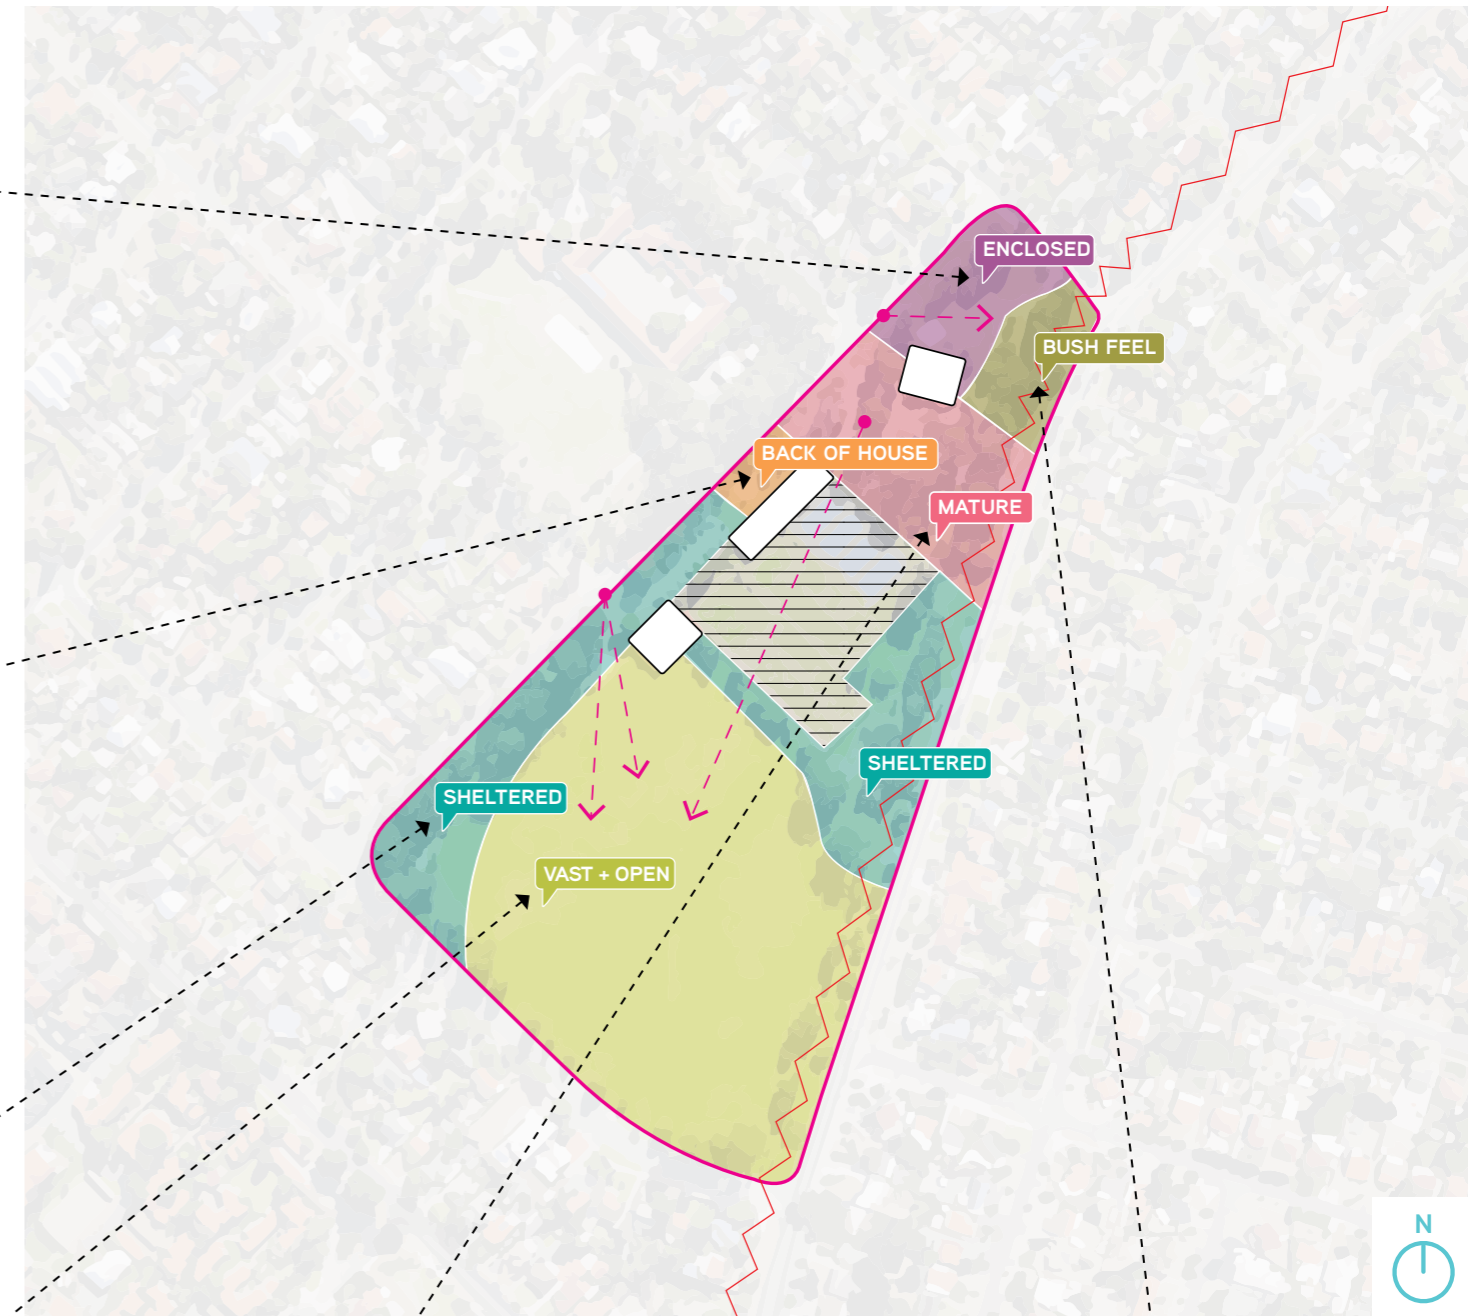 ENCLOSED
BUSH FEEL
BACK OF HOUSE
MATURE
SHELTERED
SHELTERED
VAST + OPEN
N